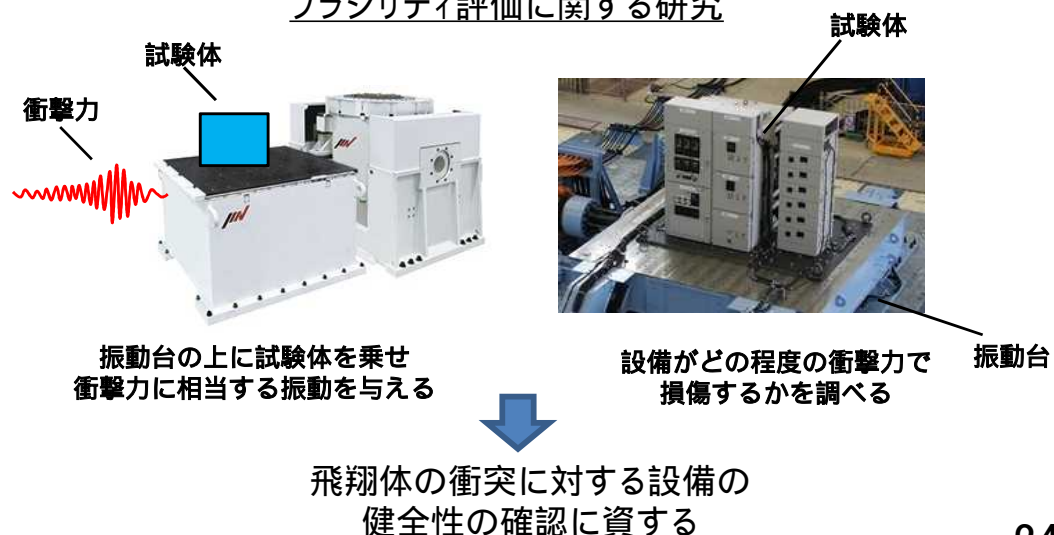 フラジリティ評価に関する研究
試験体
試験体
衝撃力
振動台の上に試験体を乗せ
衝撃力に相当する振動を与える
設備がどの程度の衝撃力で
損傷するかを調べる
振動台
飛翔体の衝突に対する設備の
健全性の確認に資する